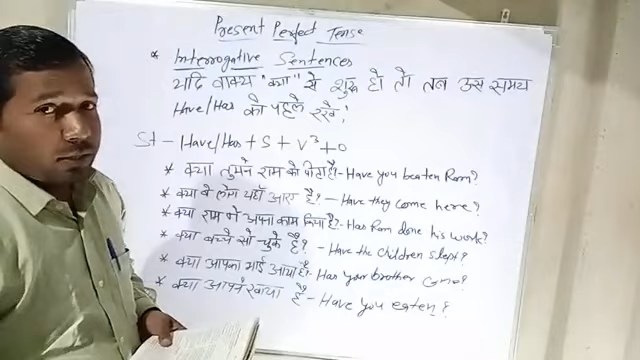 Present Perfect Tense
* Interrogative Sentences
यदि वाक्य "क्या" से शुरू हो तो तब उस समय
Have/Has को पहले रखें!
St - Have/Has + S + V³ + O
* क्या तुमने राम को पीटा है? - Have you beaten Ram?
* क्या वे लोग यहाँ आए है? - Have they come here?
* क्या राम ने अपना काम किया है? - Has Ram done his work?
* क्या बच्चे सो चुके है? - Have the children slept?
* क्या आपका भाई आया है? - Has your brother come?
* क्या आपने खाया है - Have you eaten?